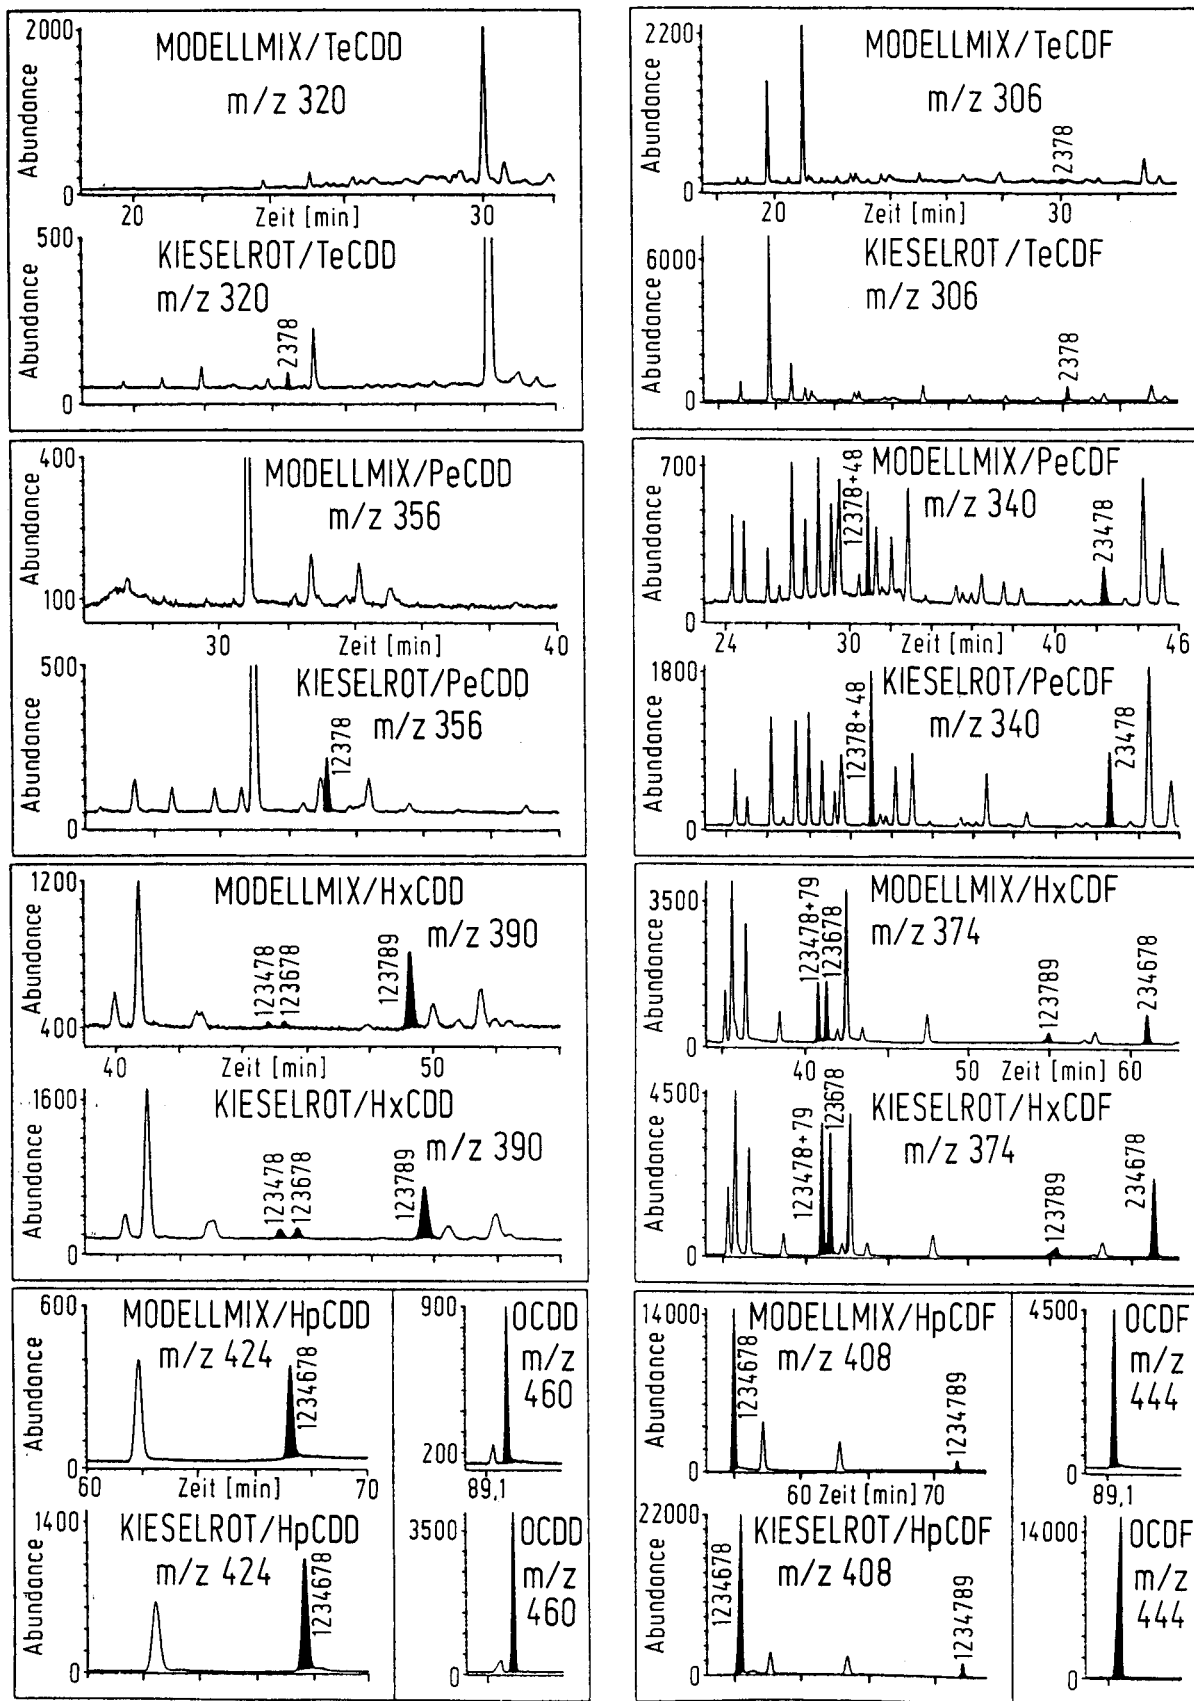 2000
MODELLMIX/TeCDD
m/z 320
Abundance
0
20
Zeit [min]
30
500
KIESELROT/TeCDD
m/z 320
2378
Abundance
0
2200
MODELLMIX/TeCDF
m/z 306
2378
Abundance
0
20
Zeit [min]
30
6000
KIESELROT/TeCDF
m/z 306
2378
Abundance
0
400
MODELLMIX/PeCDD
m/z 356
Abundance
100
30
Zeit [min]
40
500
KIESELROT/PeCDD
m/z 356
12378
Abundance
0
700
MODELLMIX/PeCDF
m/z 340
12378+48
23478
Abundance
0
24
30
Zeit [min]
40
46
1800
KIESELROT/PeCDF
m/z 340
12378+48
23478
Abundance
0
1200
MODELLMIX/HxCDD
m/z 390
123478
123678
123789
Abundance
400
40
Zeit [min]
50
1600
KIESELROT/HxCDD
m/z 390
123478
123678
123789
Abundance
0
3500
MODELLMIX/HxCDF
m/z 374
123478+79
123678
123789
234678
Abundance
0
40
50
Zeit [min]
60
4500
KIESELROT/HxCDF
m/z 374
123478+79
123678
123789
234678
Abundance
0
600
MODELLMIX/HpCDD
m/z 424
1234678
Abundance
0
60
Zeit [min]
70
900
OCDD
m/z
460
200
89,1
1400
KIESELROT/HpCDD
m/z 424
1234678
Abundance
0
3500
OCDD
m/z
460
0
14000
MODELLMIX/HpCDF
m/z 408
1234678
1234789
Abundance
0
60
Zeit [min]
70
4500
OCDF
m/z
444
0
89,1
22000
KIESELROT/HpCDF
m/z 408
1234678
1234789
Abundance
0
14000
OCDF
m/z
444
0